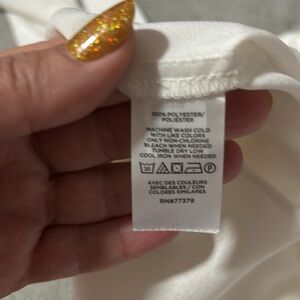 100% POLYESTER/
POLIESTER
MACHINE WASH COLD
WITH LIKE COLORS
ONLY NON-CHLORINE
BLEACH WHEN NEEDED
TUMBLE DRY LOW
COOL IRON WHEN NEEDED
AVEC DES COULEURS
SEMBLABLES / CON
COLORES SIMILARES
RN#77379